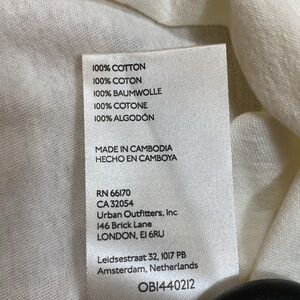 100% COTTON
100% COTON
100% BAUMWOLLE
100% COTONE
100% ALGODÓN
MADE IN CAMBODIA
HECHO EN CAMBOYA
RN 66170
CA 32054
Urban Outfitters, Inc.
146 Brick Lane
LONDON, E1 6RU
Leidsestraat 32, 1017 PB
Amsterdam, Netherlands
OB1440212